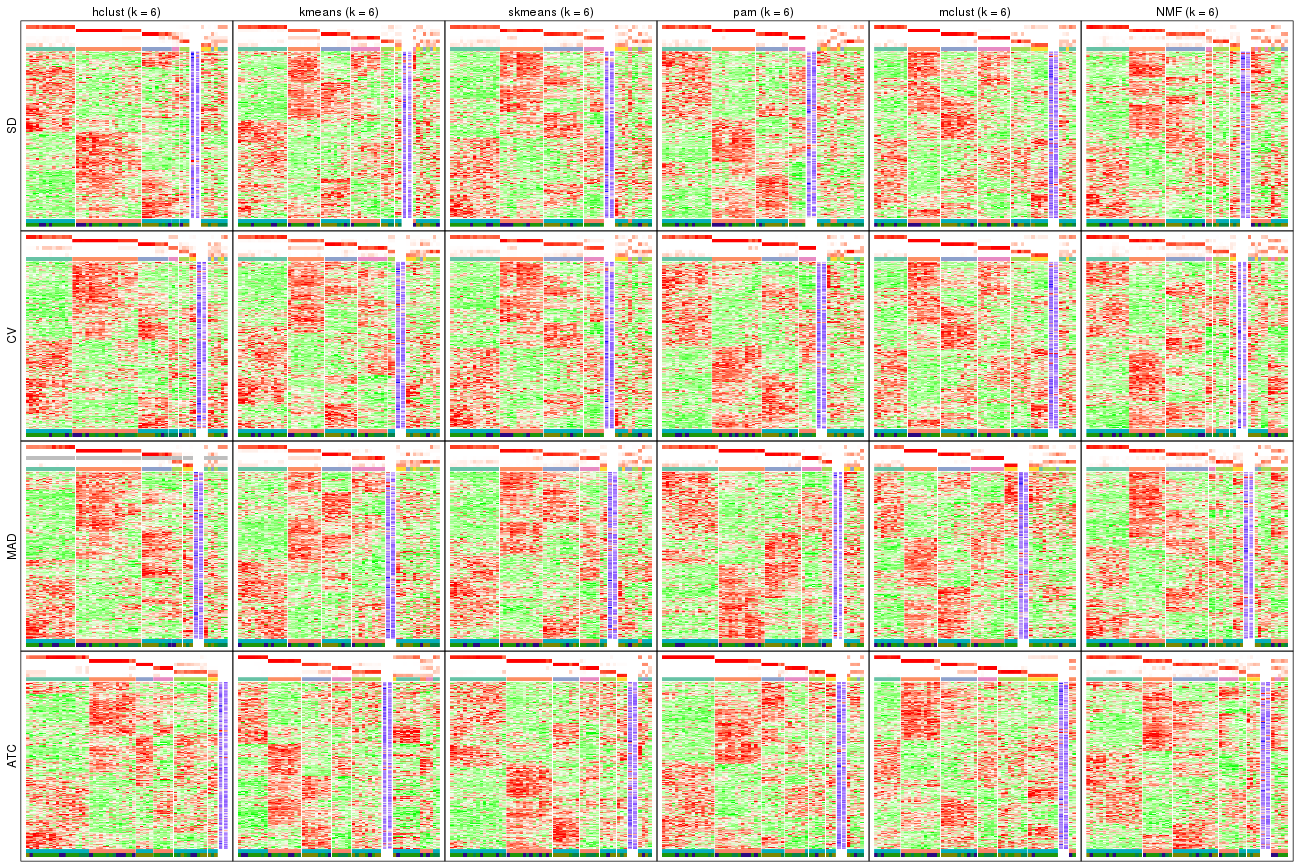 hclust (k = 6) kmeans (k = 6) skmeans (k = 6) pam (k = 6) mclust (k = 6) NMF (k = 6)
SD
CV
MAD
ATC